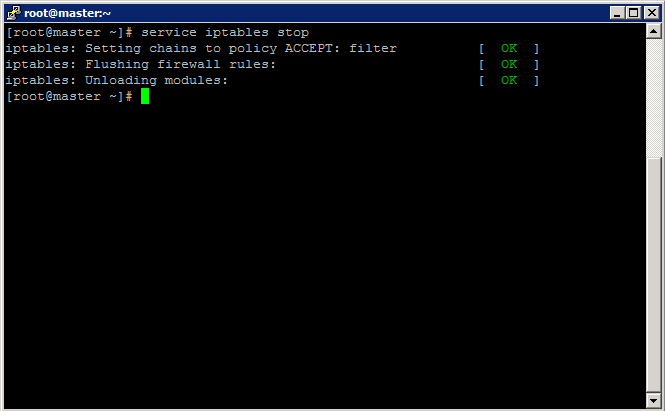 root@master:~
[root@master ~]# service iptables stop
iptables: Setting chains to policy ACCEPT: filter          [  OK  ]
iptables: Flushing firewall rules:                         [  OK  ]
iptables: Unloading modules:                               [  OK  ]
[root@master ~]#